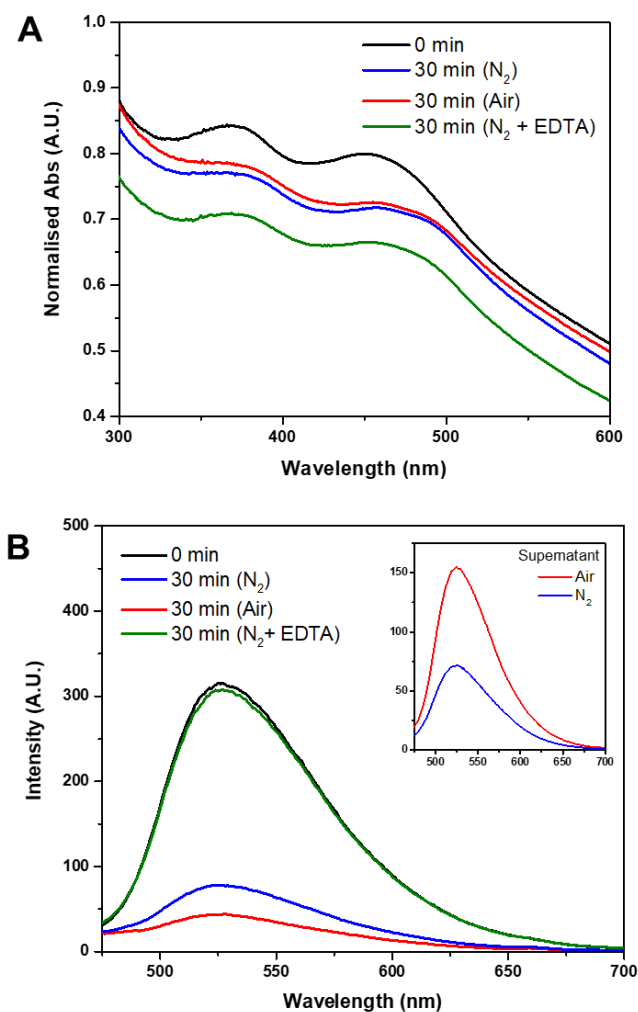 A
1.0
0.9
0.8
0.7
0.6
0.5
0.4
Normalised Abs (A.U.)
0 min
30 min (N₂)
30 min (Air)
30 min (N₂ + EDTA)
300
400
500
600
Wavelength (nm)
B
500
400
300
200
100
0
Intensity (A.U.)
0 min
30 min (N₂)
30 min (Air)
30 min (N₂+ EDTA)
150
125
75
50
0
Supernatant
Air
N₂
500 550 600 650 700
500
550
600
650
700
Wavelength (nm)